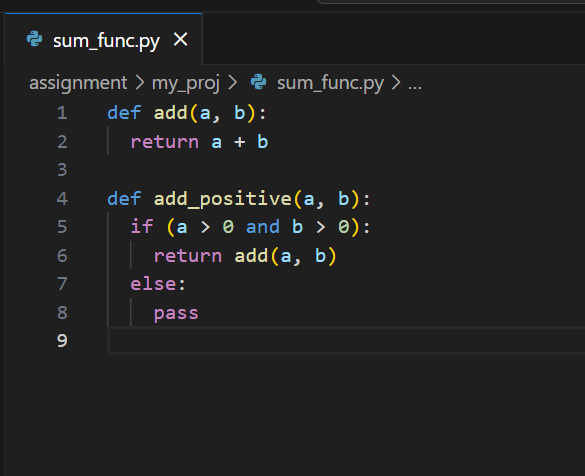 sum_func.py ×
assignment > my_proj > sum_func.py > ...
1 def add(a, b):
2   return a + b
3
4 def add_positive(a, b):
5   if (a > 0 and b > 0):
6     return add(a, b)
7   else:
8     pass
9